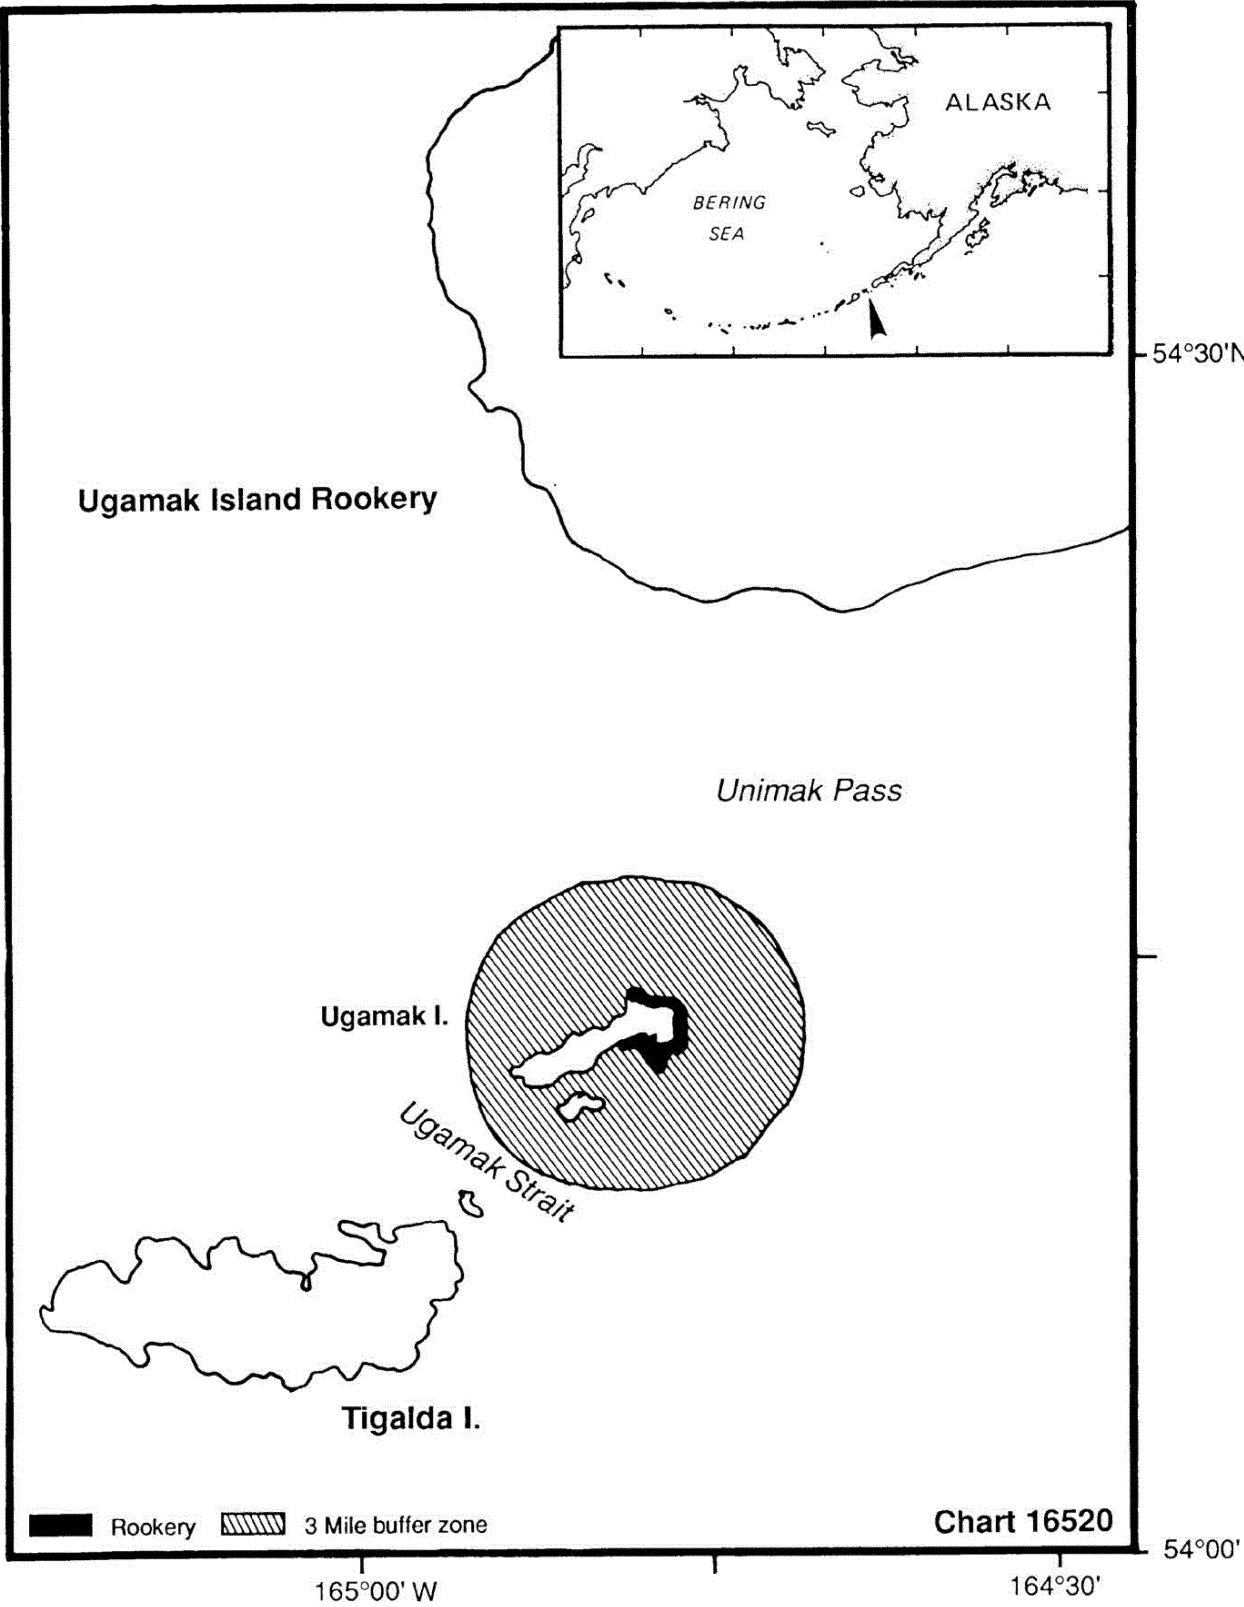 ALASKA
BERING
SEA
54°30'N
Ugamak Island Rookery
Unimak Pass
Ugamak I.
Ugamak Strait
Tigalda I.
Rookery
3 Mile buffer zone
Chart 16520
54°00'
165°00' W
164°30'